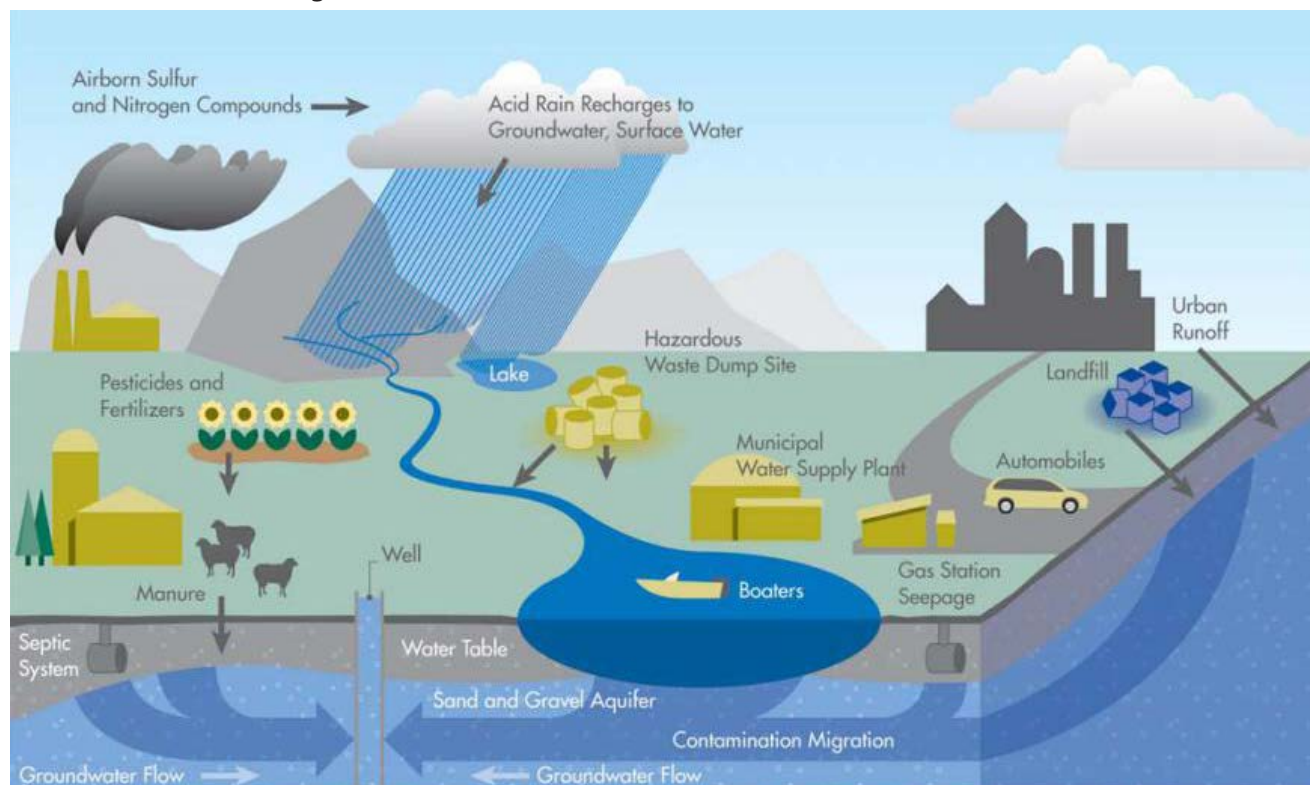 Airborn Sulfur
and Nitrogen Compounds
Acid Rain Recharges to
Groundwater, Surface Water
Urban
Runoff
Hazardous
Waste Dump Site
Lake
Landfill
Pesticides and
Fertilizers
Municipal
Water Supply Plant
Automobiles
Well
Gas Station
Seepage
Boaters
Manure
Septic
System
Water Table
Sand and Gravel Aquifer
Contamination Migration
Groundwater Flow
Groundwater Flow